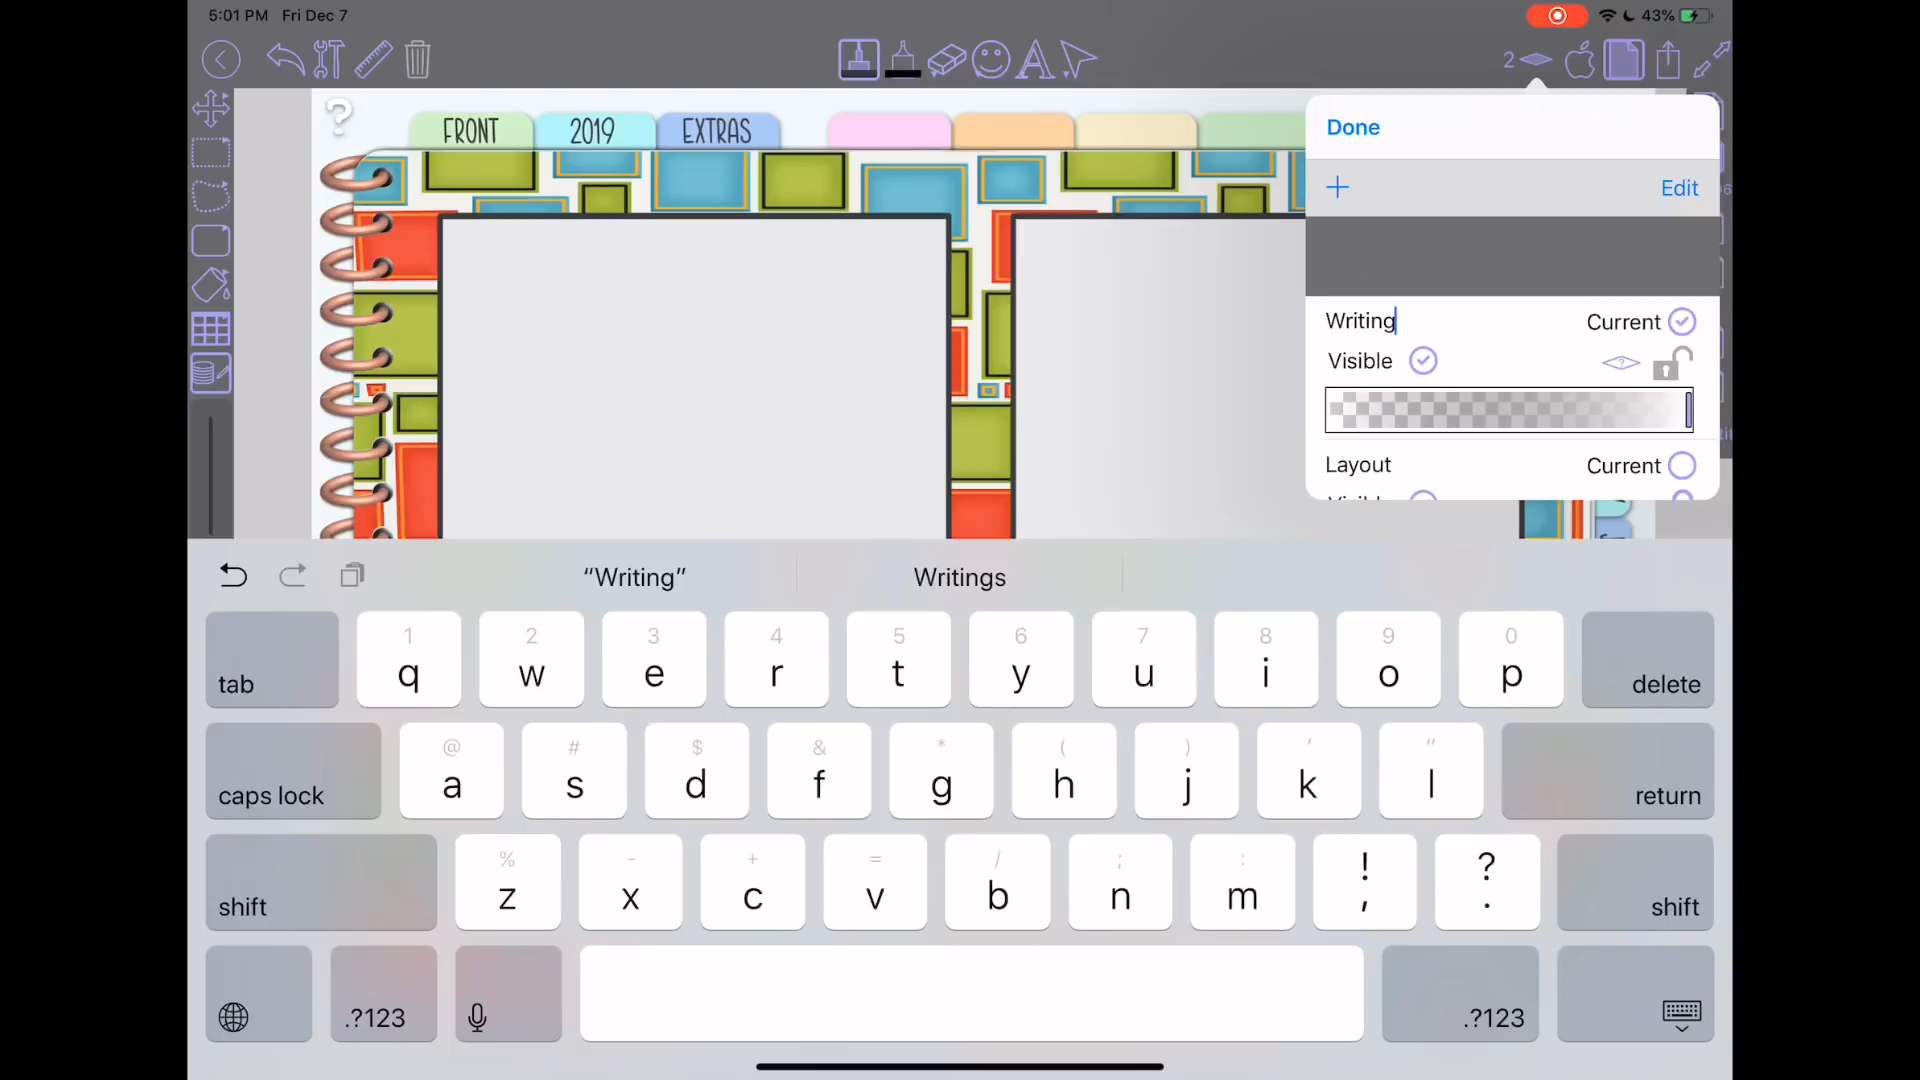 5:01 PM Fri Dec 7
43%
2
?
FRONT
2019
EXTRAS
Done
Edit
Writing
Current
Visible
?
Layout
Current
“Writing”
Writings
1 2 3 4 5 6 7 8 9 0
tab q w e r t y u i o p delete
@ # $ & * ( ) ' "
caps lock a s d f g h j k l return
% - + = / ; : ! ?
shift z x c v b n m , . shift
.?123
.?123